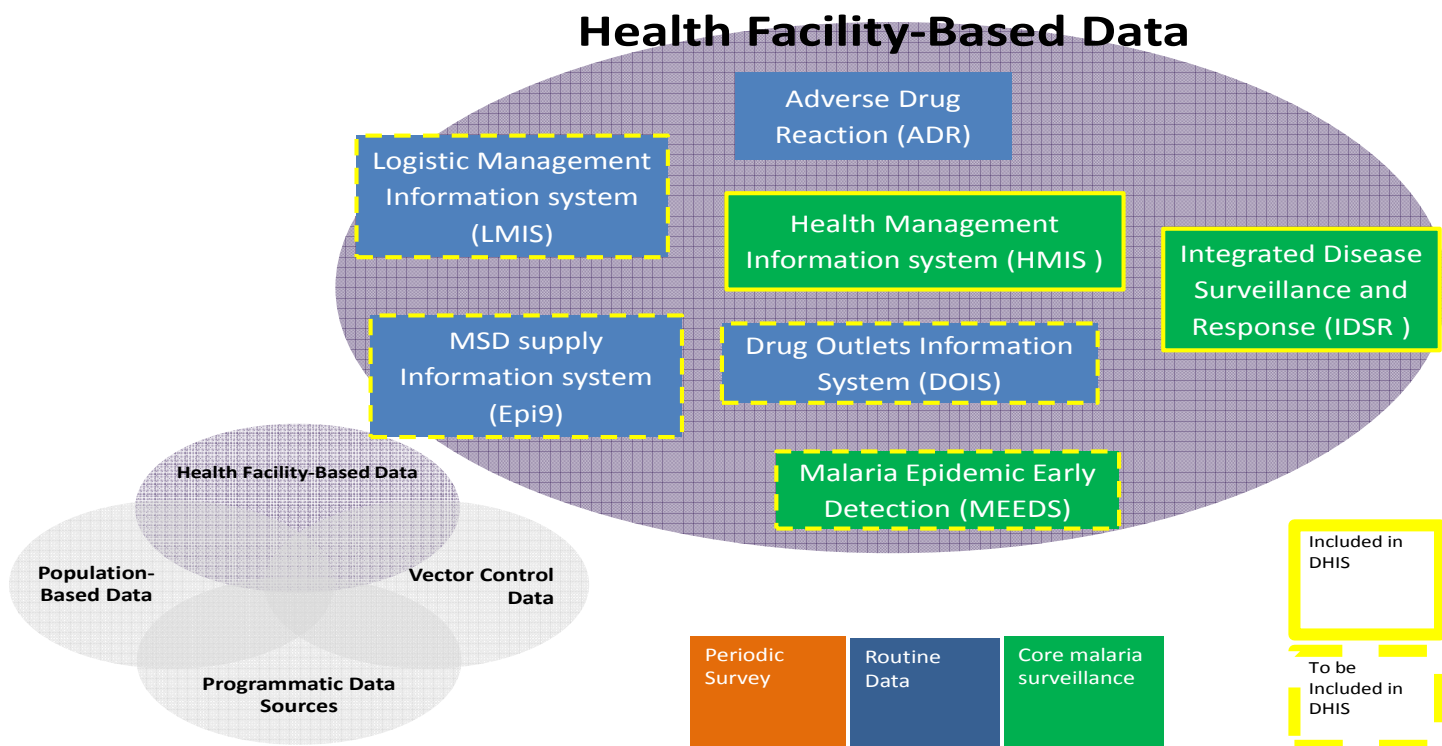 Health Facility-Based Data
Adverse Drug
Reaction (ADR)
Logistic Management
Information system
(LMIS)
Health Management
Information system (HMIS )
Integrated Disease
Surveillance and
Response (IDSR )
MSD supply
Information system
(Epi9)
Drug Outlets Information
System (DOIS)
Malaria Epidemic Early
Detection (MEEDS)
Health Facility-Based Data
Population-
Based Data
Vector Control
Data
Programmatic Data
Sources
Periodic
Survey
Routine
Data
Core malaria
surveillance
Included in
DHIS
To be
Included in
DHIS